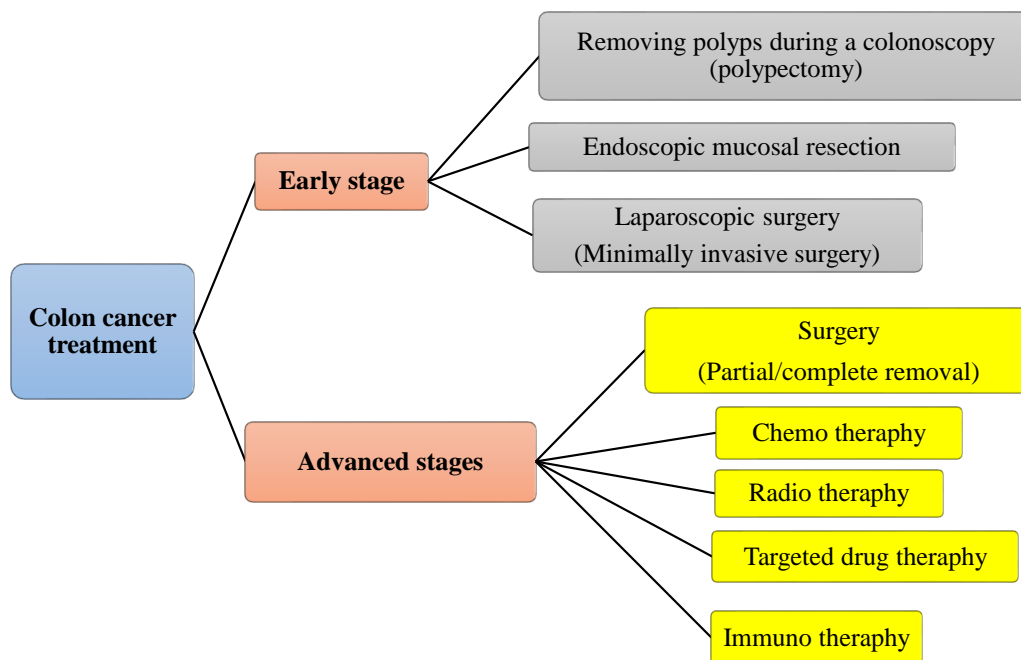 Removing polyps during a colonoscopy
(polypectomy)
Endoscopic mucosal resection
Early stage
Laparoscopic surgery
(Minimally invasive surgery)
Colon cancer
treatment
Surgery
(Partial/complete removal)
Chemo theraphy
Advanced stages
Radio theraphy
Targeted drug theraphy
Immuno theraphy